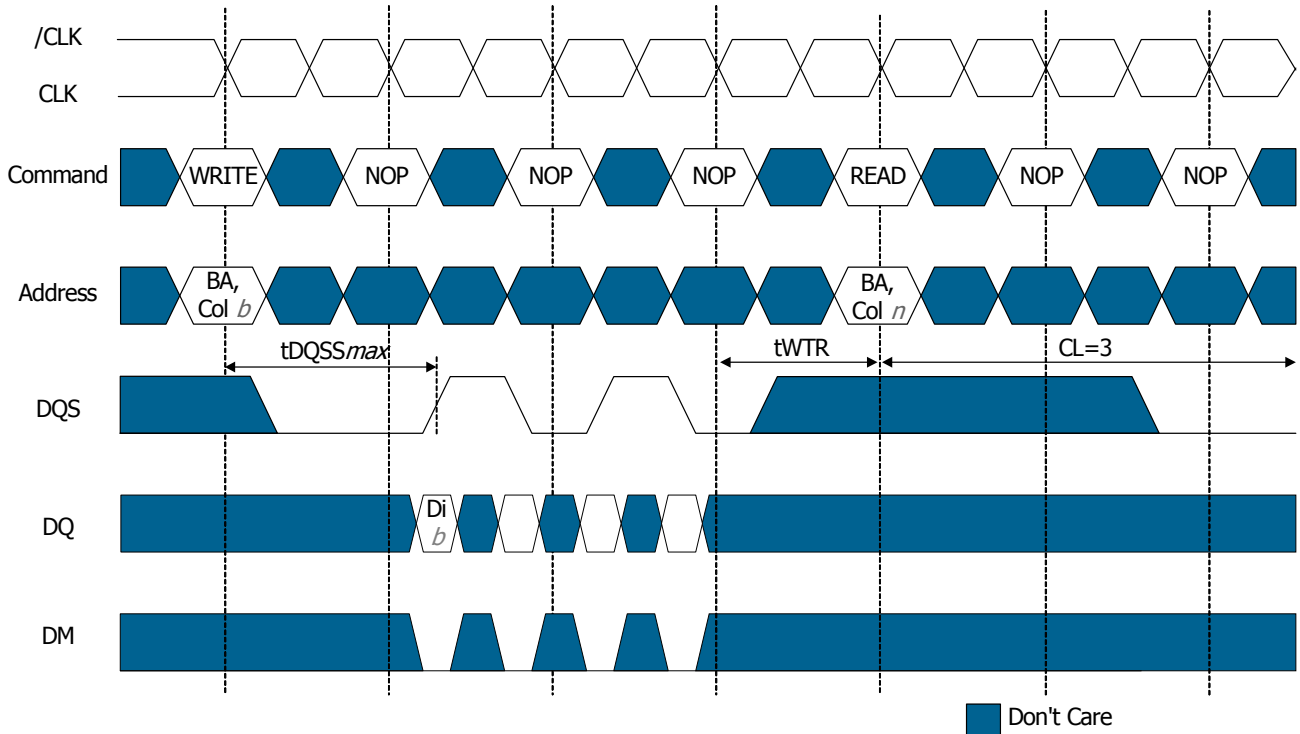 /CLK
CLK
Command
WRITE
NOP
NOP
NOP
READ
NOP
NOP
Address
BA,
Col b
BA,
Col n
tDQSSmax
tWTR
CL=3
DQS
DQ
Di
b
DM
Don't Care